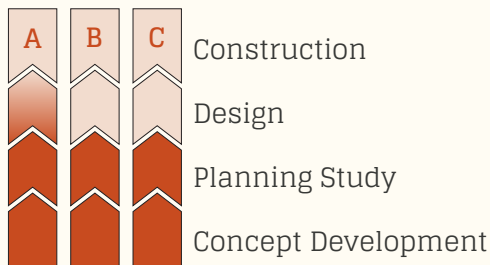 A B C
Construction
Design
Planning Study
Concept Development